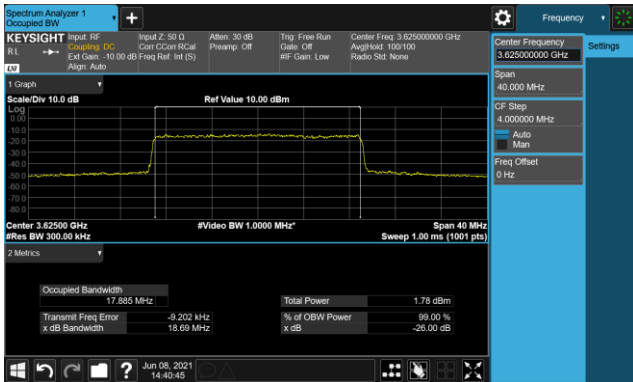 Spectrum Analyzer 1
Occupied BW
Frequency
KEYSIGHT Input: RF Input Z: 50 Ω Atten: 30 dB Trig: Free Run Center Freq: 3.625000000 GHz
RL Coupling: DC Corr CCorr RCal Preamp: Off Gate: Off Avg|Hold: 100/100
Ext Gain: -10.00 dB Freq Ref: Int (S) #IF Gain: Low Radio Std: None
Align: Auto
LXI
Center Frequency
3.625000000 GHz
Settings
Span
40.000 MHz
CF Step
4.000000 MHz
Auto
Man
Freq Offset
0 Hz
1 Graph
Scale/Div 10.0 dB Ref Value 10.00 dBm
Log
0.00
-10.0
-20.0
-30.0
-40.0
-50.0
-60.0
-70.0
-80.0
Center 3.62500 GHz #Video BW 1.0000 MHz* Span 40 MHz
#Res BW 300.00 kHz Sweep 1.00 ms (1001 pts)
2 Metrics
Occupied Bandwidth
17.885 MHz Total Power 1.78 dBm
Transmit Freq Error -9.202 kHz % of OBW Power 99.00 %
x dB Bandwidth 18.69 MHz x dB -26.00 dB
?
Jun 08, 2021
14:40:45